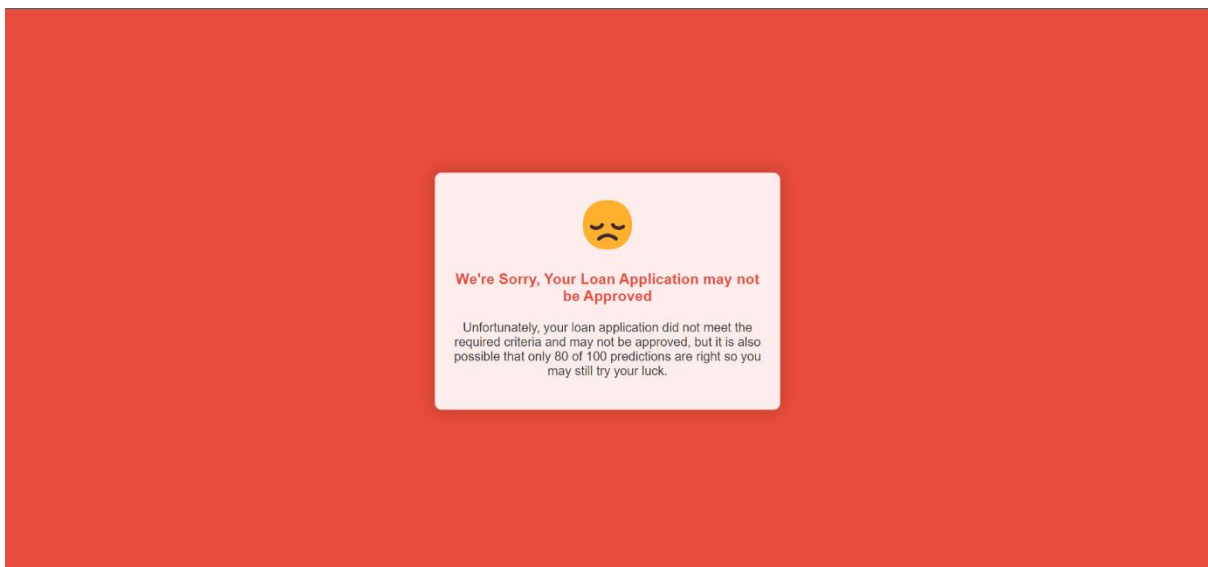 We're Sorry, Your Loan Application may not
be Approved
Unfortunately, your loan application did not meet the
required criteria and may not be approved, but it is also
possible that only 80 of 100 predictions are right so you
may still try your luck.